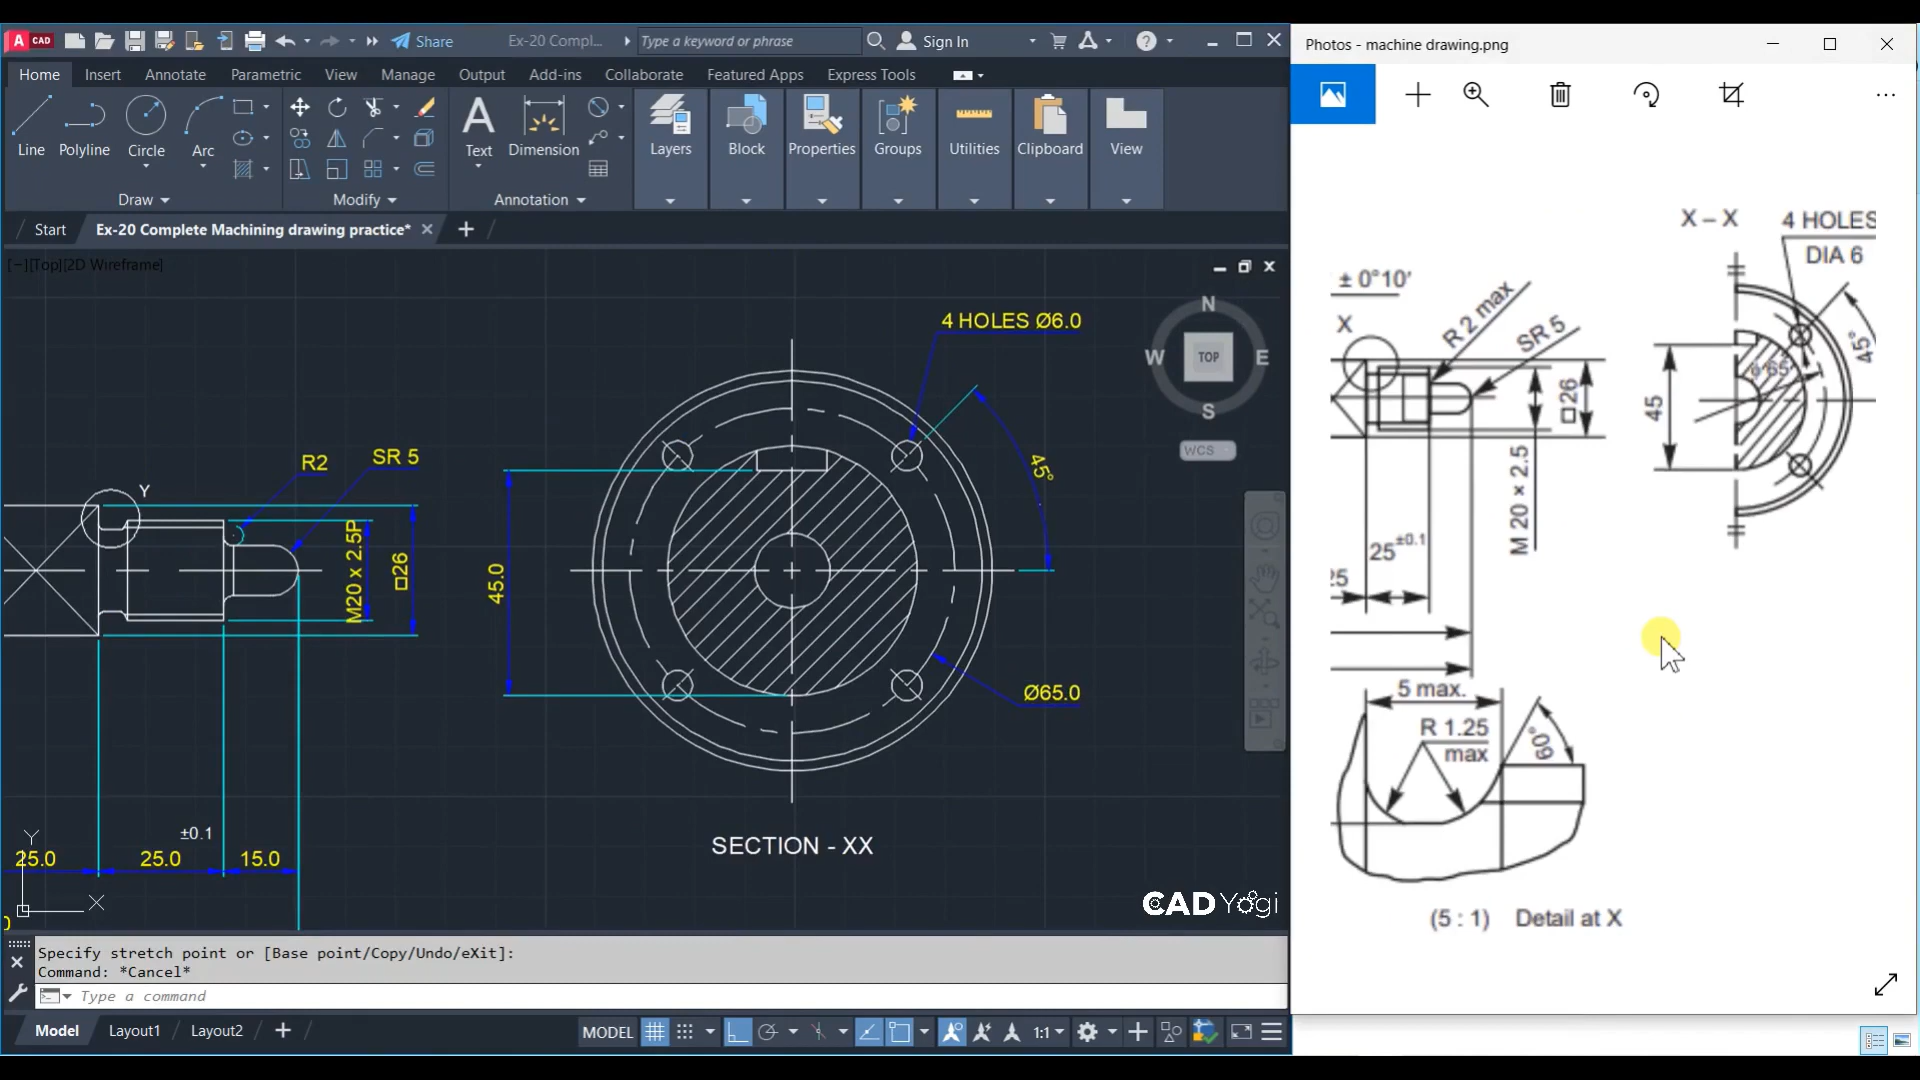 A CAD
Share
Ex-20 Compl...
Type a keyword or phrase
Sign In
Home Insert Annotate Parametric View Manage Output Add-ins Collaborate Featured Apps Express Tools
Line Polyline Circle Arc
Text Dimension
Layers Block Properties Groups Utilities Clipboard View
Draw Modify Annotation
Start
Ex-20 Complete Machining drawing practice*
[−][Top][2D Wireframe]
N
W TOP E
S
WCS
4 HOLES Ø6.0
45°
R2
SR 5
Y
M20 x 2.5P
□26
45.0
Ø65.0
±0.1
25.0 25.0 15.0
SECTION - XX
Y
X
CAD Yogi
Specify stretch point or [Base point/Copy/Undo/eXit]:
Command: *Cancel*
Type a command
Model Layout1 Layout2
MODEL
1:1
Photos - machine drawing.png
X – X
4 HOLES
DIA 6
± 0°10'
X
R 2 max
SR 5
45°
ø 65
□26
45
M 20 × 2.5
25±0.1
25
5 max.
R 1.25
max
60°
(5 : 1) Detail at X